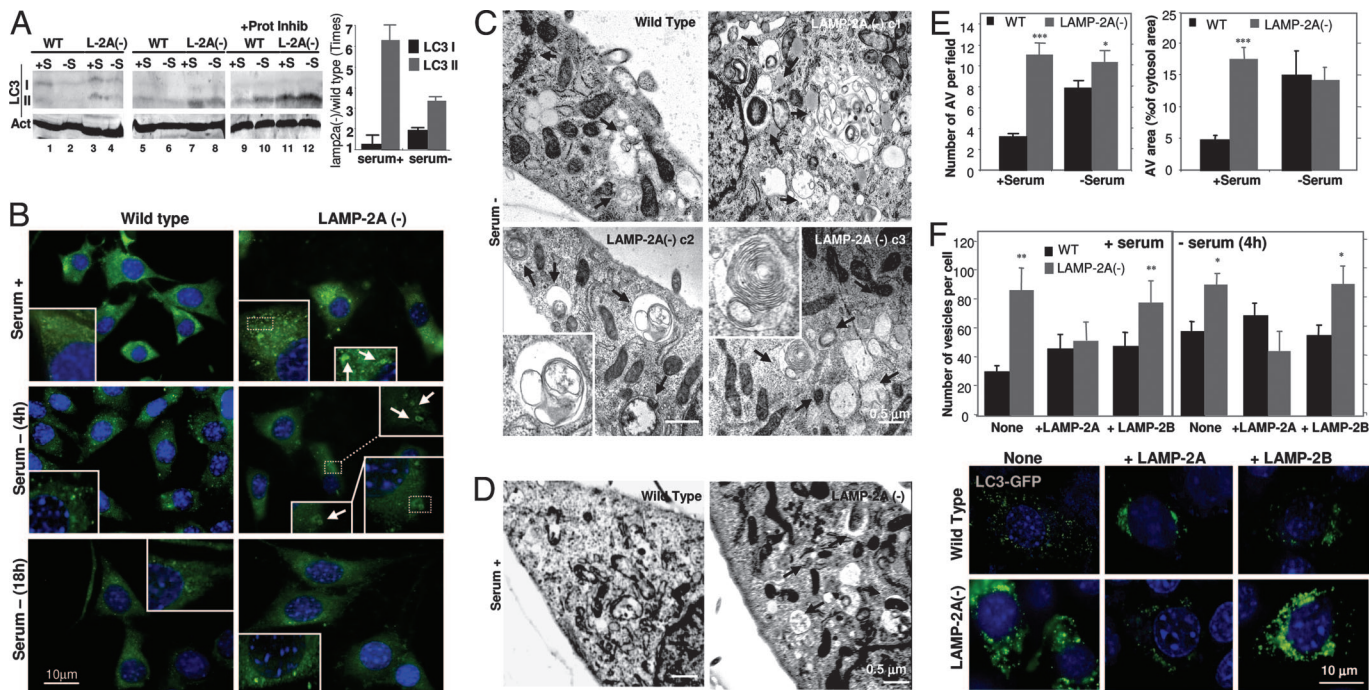 A
+Prot Inhib
WT L-2A(-) WT L-2A(-) WT L-2A(-)
+S -S +S -S +S -S +S -S +S -S +S -S
LC3
I
II
Act
1 2 3 4 5 6 7 8 9 10 11 12
lamp2a(-)/wild type (Times)
7
6
5
4
3
2
1
LC3 I
LC3 II
serum+ serum-
B
Wild type LAMP-2A (-)
Serum +
Serum – (4h)
Serum – (18h)
10μm
C
Serum -
Wild Type
LAMP-2A (-) c1
LAMP-2A(-) c2
LAMP-2A (-) c3
0.5 μm
D
Serum +
Wild Type
LAMP-2A (-)
0.5 μm
E
Number of AV per field
14
12
10
8
6
4
2
0
WT
LAMP-2A(-)
***
*
+Serum -Serum
AV area (%of cytosol area)
25
20
15
10
5
0
WT
LAMP-2A(-)
***
+Serum -Serum
F
Number of vesicles per cell
120
100
80
60
40
20
0
WT
LAMP-2A(-)
+ serum
- serum (4h)
**
**
*
*
None +LAMP-2A + LAMP-2B None +LAMP-2A + LAMP-2B
None + LAMP-2A + LAMP-2B
LC3-GFP
Wild Type
LAMP-2A(-)
10 μm